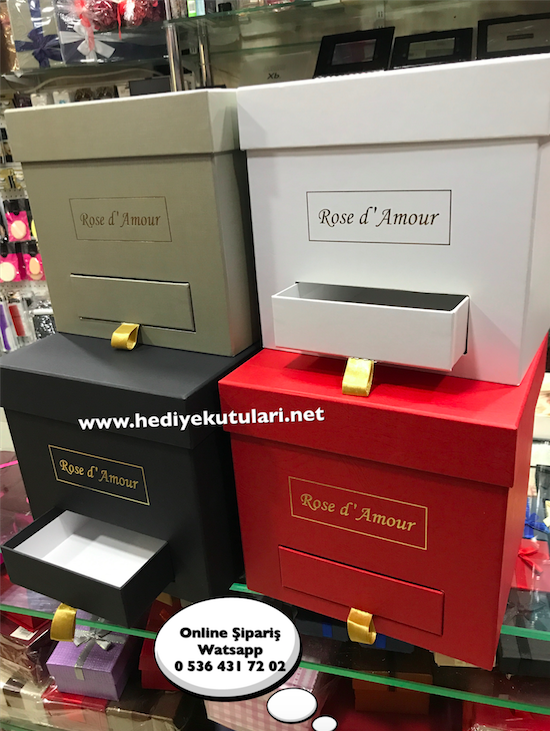 Rose d'Amour
Rose d'Amour
www.hediyekutulari.net
Rose d'Amour
Rose d'Amour
Online Şipariş
Watsapp
0 536 431 72 02